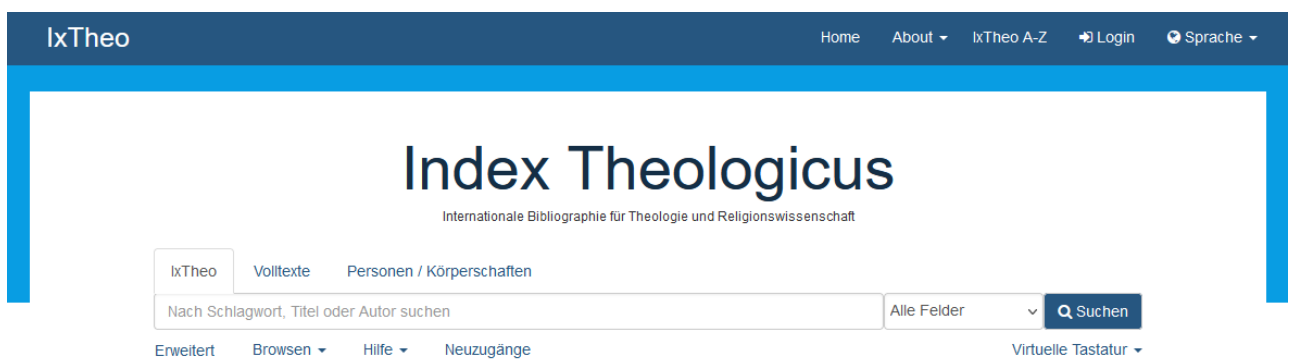 IxTheo Home About IxTheo A-Z Login Sprache
Index Theologicus
Internationale Bibliographie für Theologie und Religionswissenschaft
IxTheo Volltexte Personen / Körperschaften
Nach Schlagwort, Titel oder Autor suchen Alle Felder Suchen
Erweitert Browsen Hilfe Neuzugänge Virtuelle Tastatur